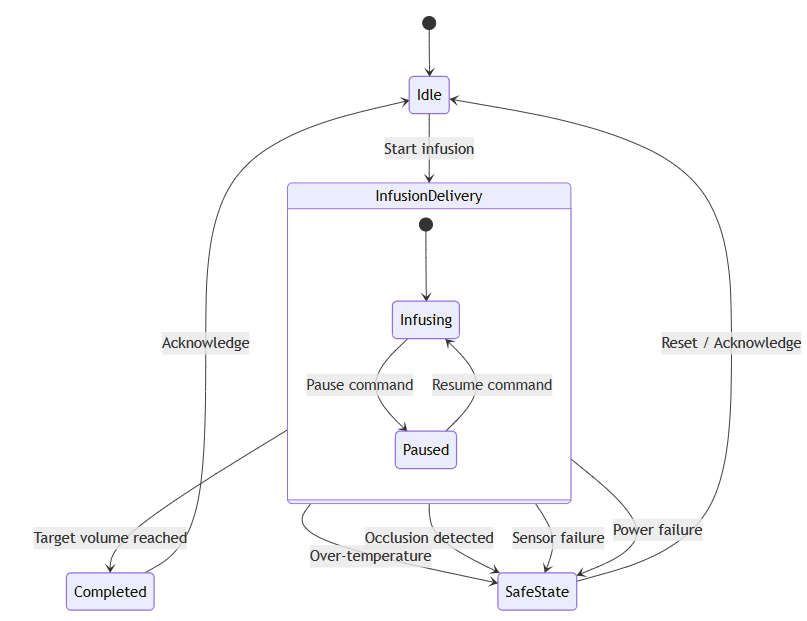 Idle
Start infusion
InfusionDelivery
Infusing
Acknowledge
Reset / Acknowledge
Pause command
Resume command
Paused
Target volume reached
Occlusion detected
Sensor failure
Power failure
Over-temperature
Completed
SafeState